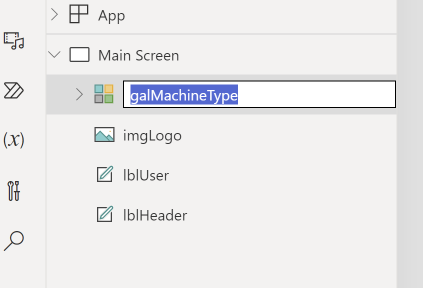 App
Main Screen
galMachineType
(x)
imgLogo
lblUser
lblHeader